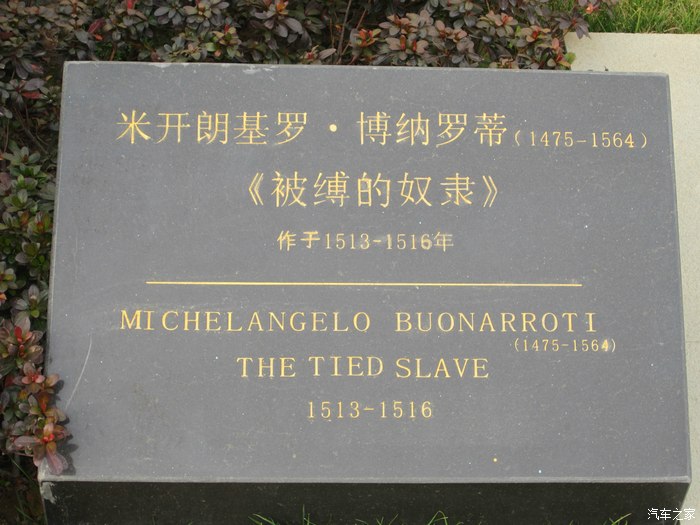 米开朗基罗·博纳罗蒂(1475-1564)
《被缚的奴隶》
作于1513-1516年
MICHELANGELO BUONARROTI
(1475-1564)
THE TIED SLAVE
1513-1516
汽车之家